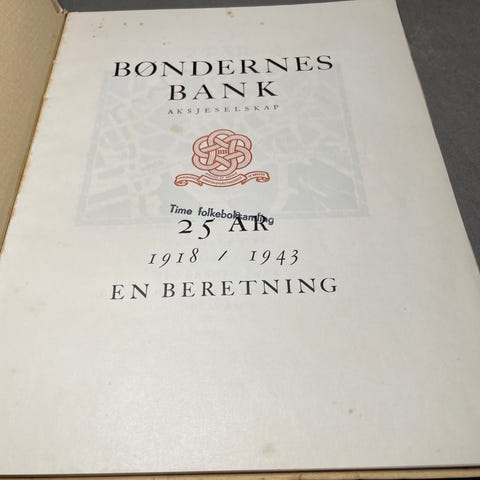 BØNDERNES
BANK
AKSJESELSKAP
Time folkeboksamling
25 ÅR
1918 / 1943
EN BERETNING